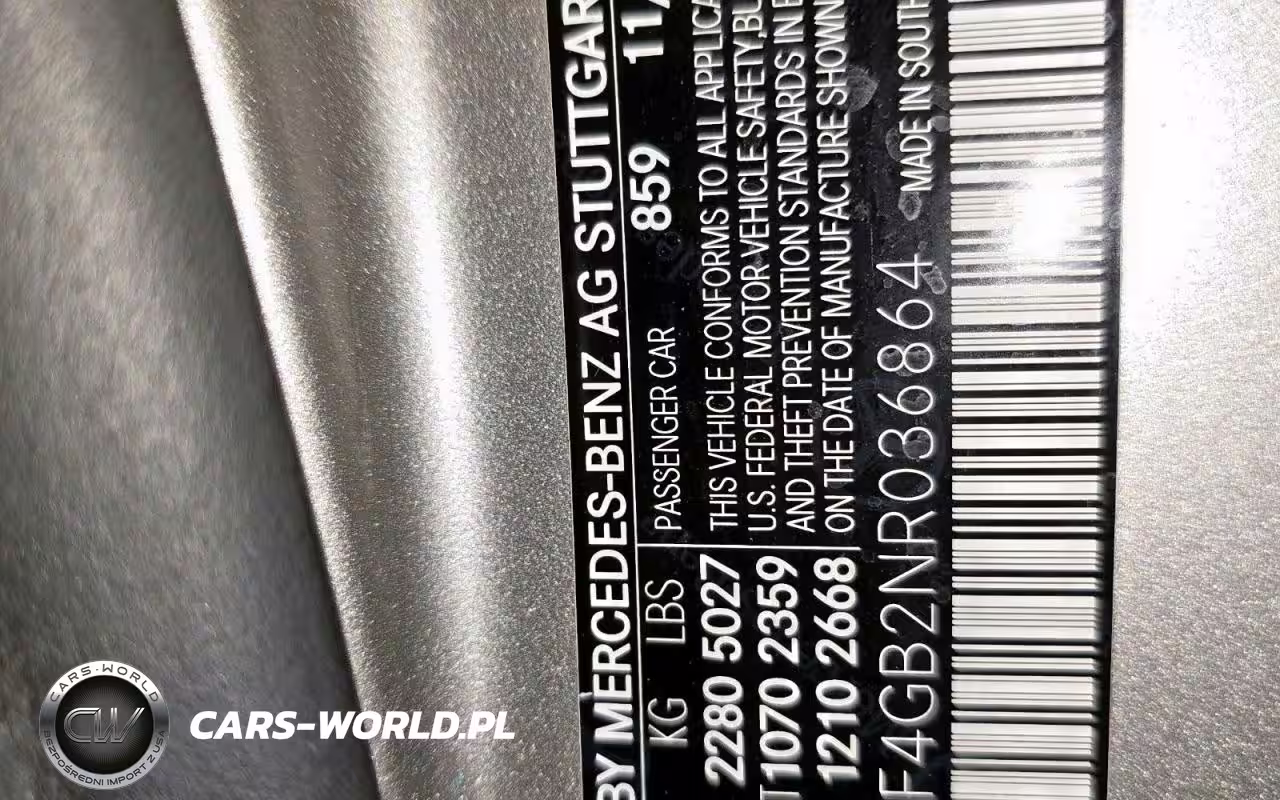 BY MERCEDES-BENZ AG STUTTGAR
859 11/
KG LBS PASSENGER CAR
2280 5027
1070 2359
1210 2668
THIS VEHICLE CONFORMS TO ALL APPLICA
U.S. FEDERAL MOTOR VEHICLE SAFETY, BU
AND THEFT PREVENTION STANDARDS IN E
ON THE DATE OF MANUFACTURE SHOWN
MADE IN SOUTH
F4GB2NR036864
CARS-WORLD
CW
BEZPOŚREDNI IMPORT Z USA
CARS-WORLD.PL